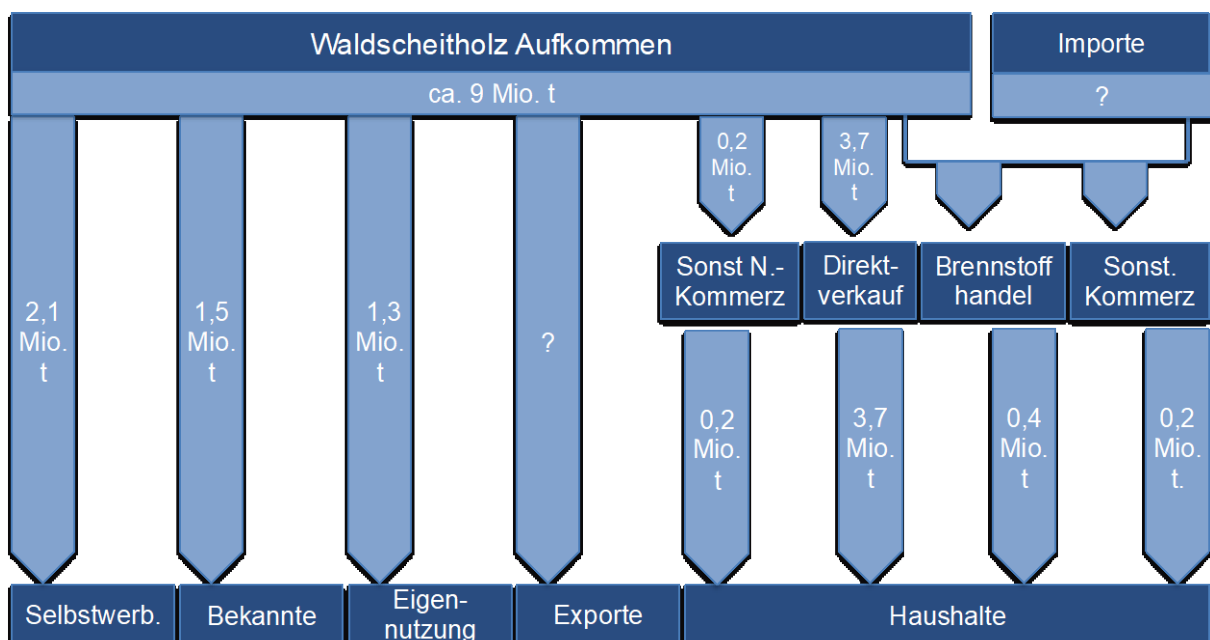 Waldscheitholz Aufkommen
ca. 9 Mio. t
Importe
?
0,2
Mio.
t
3,7
Mio.
t
Sonst N.-
Kommerz
Direkt-
verkauf
Brennstoff
handel
Sonst.
Kommerz
2,1
Mio.
t
1,5
Mio.
t
1,3
Mio.
t
?
0,2
Mio.
t
3,7
Mio.
t
0,4
Mio.
t
0,2
Mio.
t.
Selbstwerb.
Bekannte
Eigen-
nutzung
Exporte
Haushalte